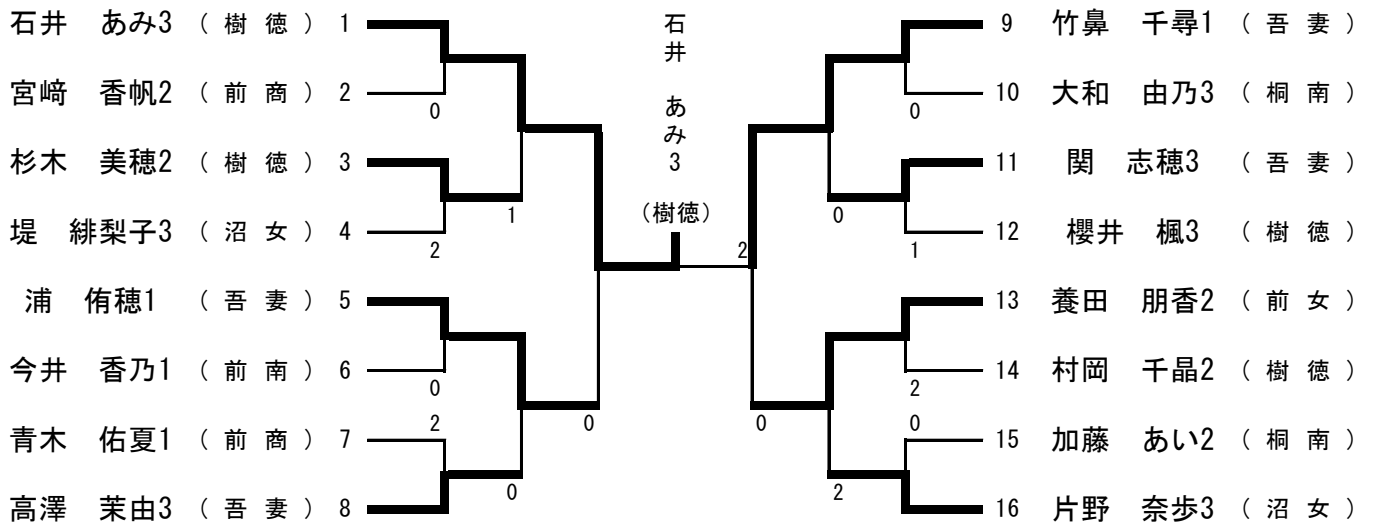 石井　あみ3 （ 樹 徳 ） 1
宮﨑　香帆2 （ 前 商 ） 2
0
杉木　美穂2 （ 樹 徳 ） 3
1
堤　緋梨子3 （ 沼 女 ） 4
2
浦　侑穂1 （ 吾 妻 ） 5
今井　香乃1 （ 前 南 ） 6
0
0
青木　佑夏1 （ 前 商 ） 7
2
0
高澤　茉由3 （ 吾 妻 ） 8
石井　あみ3
（樹徳）
2
9 竹鼻　千尋1 （ 吾 妻 ）
10 大和　由乃3 （ 桐 南 ）
0
11 関　志穂3 （ 吾 妻 ）
0
12 櫻井　楓3 （ 樹 徳 ）
1
13 養田　朋香2 （ 前 女 ）
14 村岡　千晶2 （ 樹 徳 ）
2
0
15 加藤　あい2 （ 桐 南 ）
0
2
16 片野　奈歩3 （ 沼 女 ）